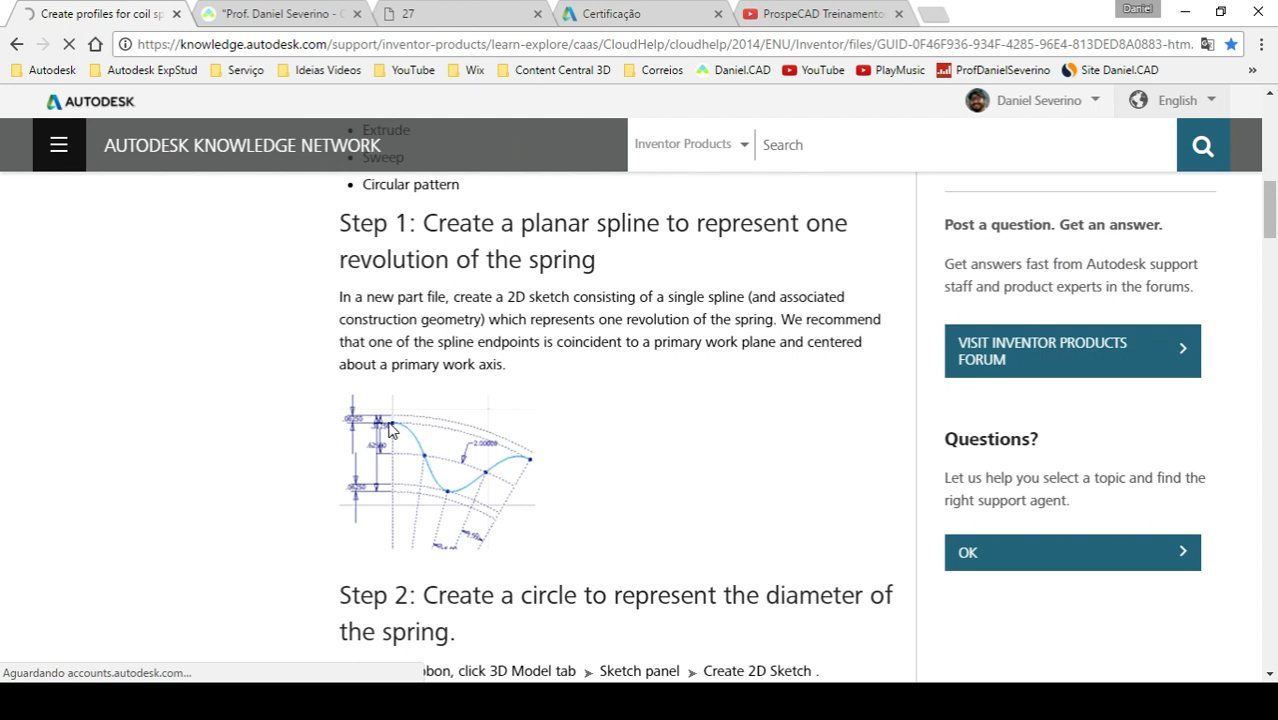 Create profiles for coil sp
"Prof. Daniel Severino - C
27
Certificação
ProspeCAD Treinamento
Daniel
https://knowledge.autodesk.com/support/inventor-products/learn-explore/caas/CloudHelp/cloudhelp/2014/ENU/Inventor/files/GUID-0F46F936-934F-4285-96E4-813DED8A0883-htm.
Autodesk
Autodesk ExpStud
Serviço
Ideias Videos
YouTube
Wix
Content Central 3D
Correios
Daniel.CAD
YouTube
PlayMusic
ProfDanielSeverino
Site Daniel.CAD
AUTODESK
Daniel Severino
English
AUTODESK KNOWLEDGE NETWORK
Inventor Products
Search
Extrude
Sweep
Circular pattern
Step 1: Create a planar spline to represent one
revolution of the spring
In a new part file, create a 2D sketch consisting of a single spline (and associated
construction geometry) which represents one revolution of the spring. We recommend
that one of the spline endpoints is coincident to a primary work plane and centered
about a primary work axis.
2.00000
Step 2: Create a circle to represent the diameter of
the spring.
bon, click 3D Model tab ➤ Sketch panel ➤ Create 2D Sketch .
Post a question. Get an answer.
Get answers fast from Autodesk support
staff and product experts in the forums.
VISIT INVENTOR PRODUCTS
FORUM
Questions?
Let us help you select a topic and find the
right support agent.
OK
Aguardando accounts.autodesk.com...